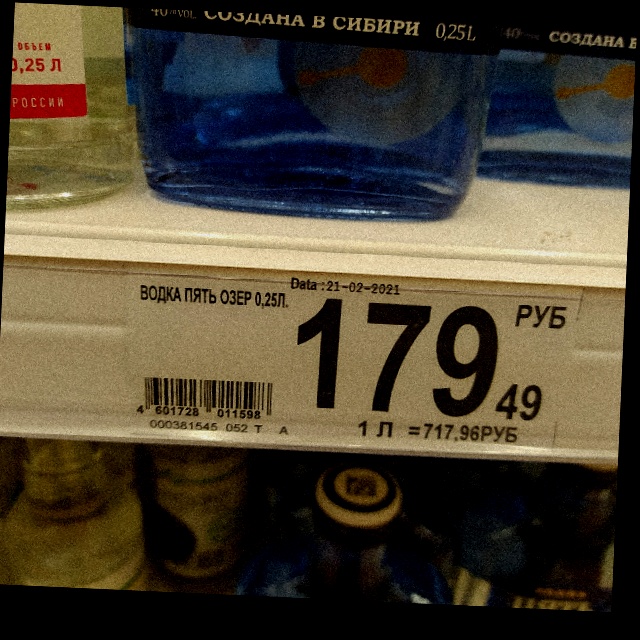 40%VOL СОЗДАНА В СИБИРИ 0,25L
40 СОЗДАНА В
ОБЪЕМ
0,25 Л
РОССИИ
Data :21-02-2021
ВОДКА ПЯТЬ ОЗЕР 0,25Л.
179 49 РУБ
4 601728 011598
000381545 052 Т А
1 Л =717,96РУБ